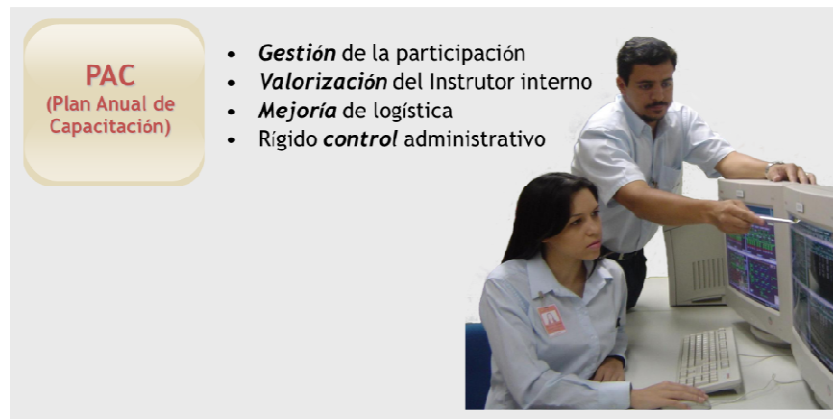 PAC
(Plan Anual de
Capacitación)
• Gestión de la participación
• Valorización del Instrutor interno
• Mejoría de logística
• Rígido control administrativo